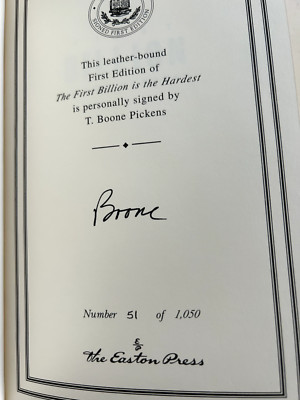 SIGNED FIRST EDITION
This leather-bound
First Edition of
The First Billion is the Hardest
is personally signed by
T. Boone Pickens
Boone
Number 51 of 1,050
The Easton Press